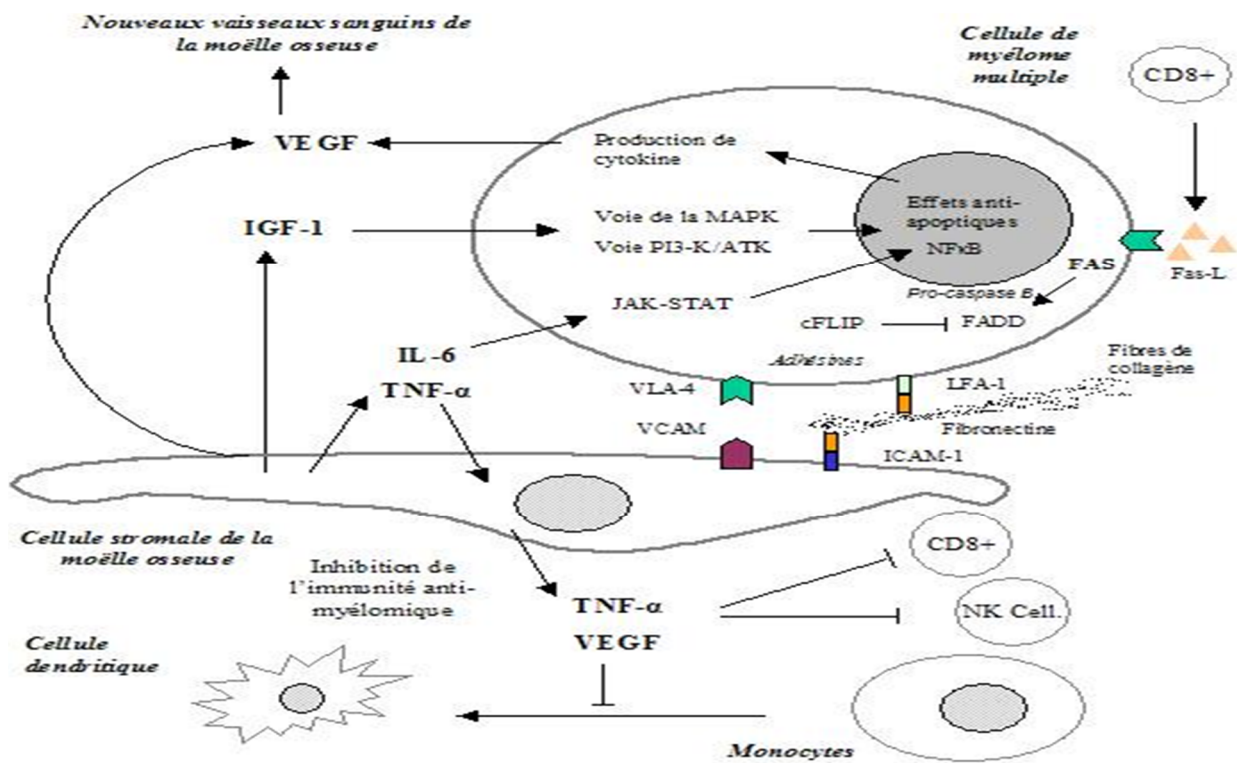 Nouveaux vaisseaux sanguins de
la moëlle osseuse
Cellule de
myélome
multiple
CD8+
VEGF
Production de
cytokine
IGF-1
Voie de la MAPK
Voie PI3-K/ATK
Effets anti-
apoptiques
NFκB
FAS
Fas-L
Pro-caspase B
JAK-STAT
cFLIP
FADD
IL-6
TNF-α
Adhésines
VLA-4
LFA-1
Fibres de
collagène
VCAM
Fibronectine
ICAM-1
Cellule stromale de la
moëlle osseuse
CD8+
Inhibition de
l'immunité anti-
myélomique
TNF-α
VEGF
NK Cell.
Cellule
dendritique
Monocytes